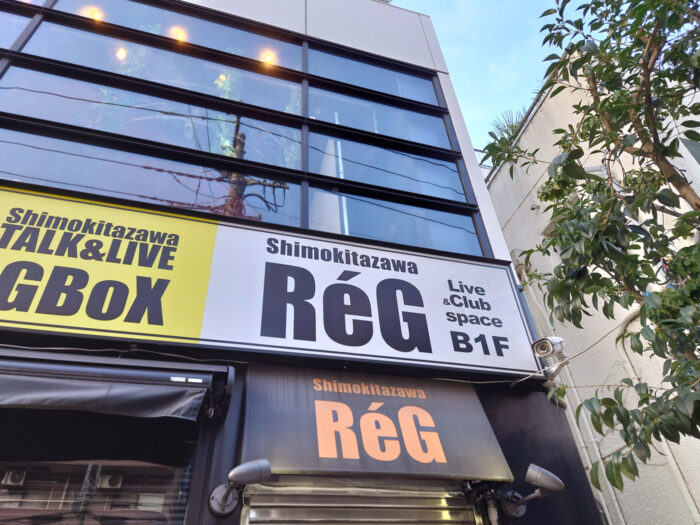 Shimokitazawa
TALK&LIVE
GBoX
Shimokitazawa
RéG
Live
&Club
space
B1F
Shimokitazawa
RéG